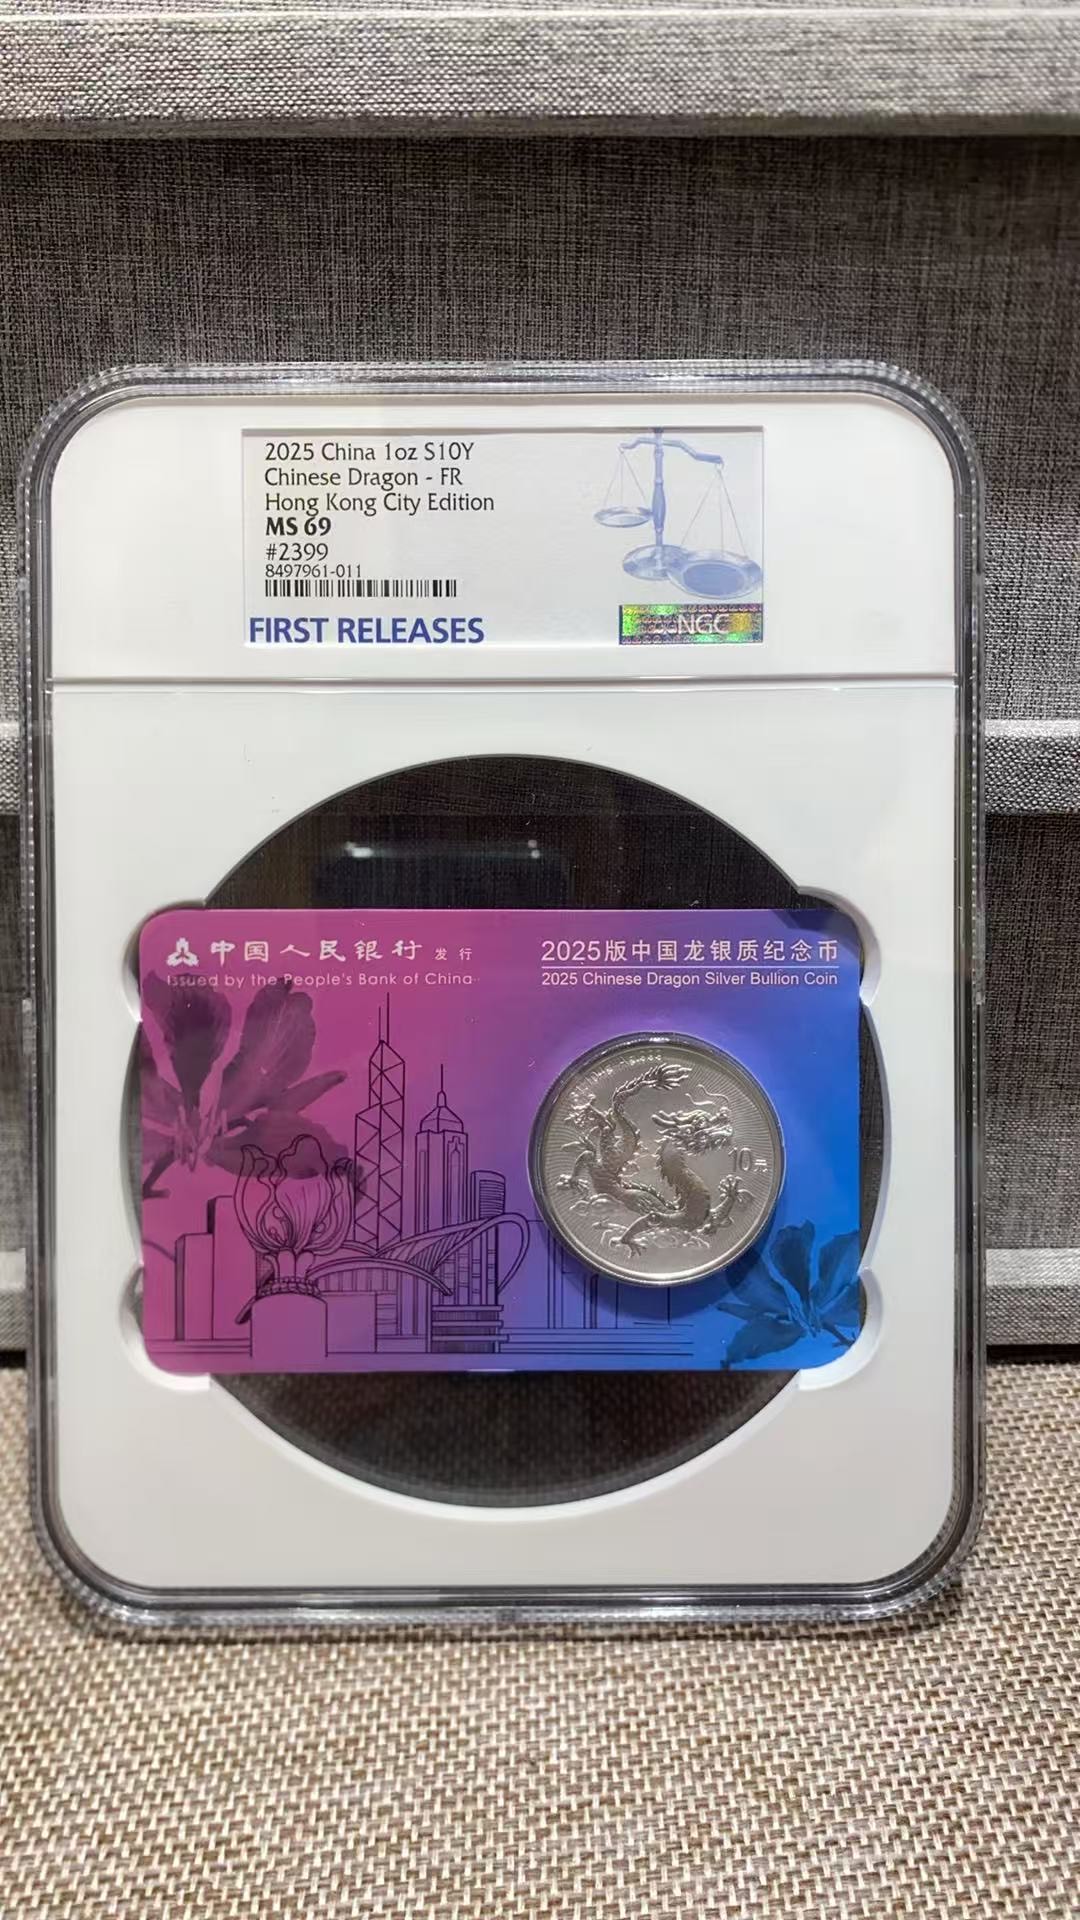 2025 China 1oz S10Y
Chinese Dragon - FR
Hong Kong City Edition
MS 69
#2399
8497961-011
FIRST RELEASES
NGC
中国人民银行 发行
Issued by the People's Bank of China
2025版中国龙银质纪念币
2025 Chinese Dragon Silver Bullion Coin
10元